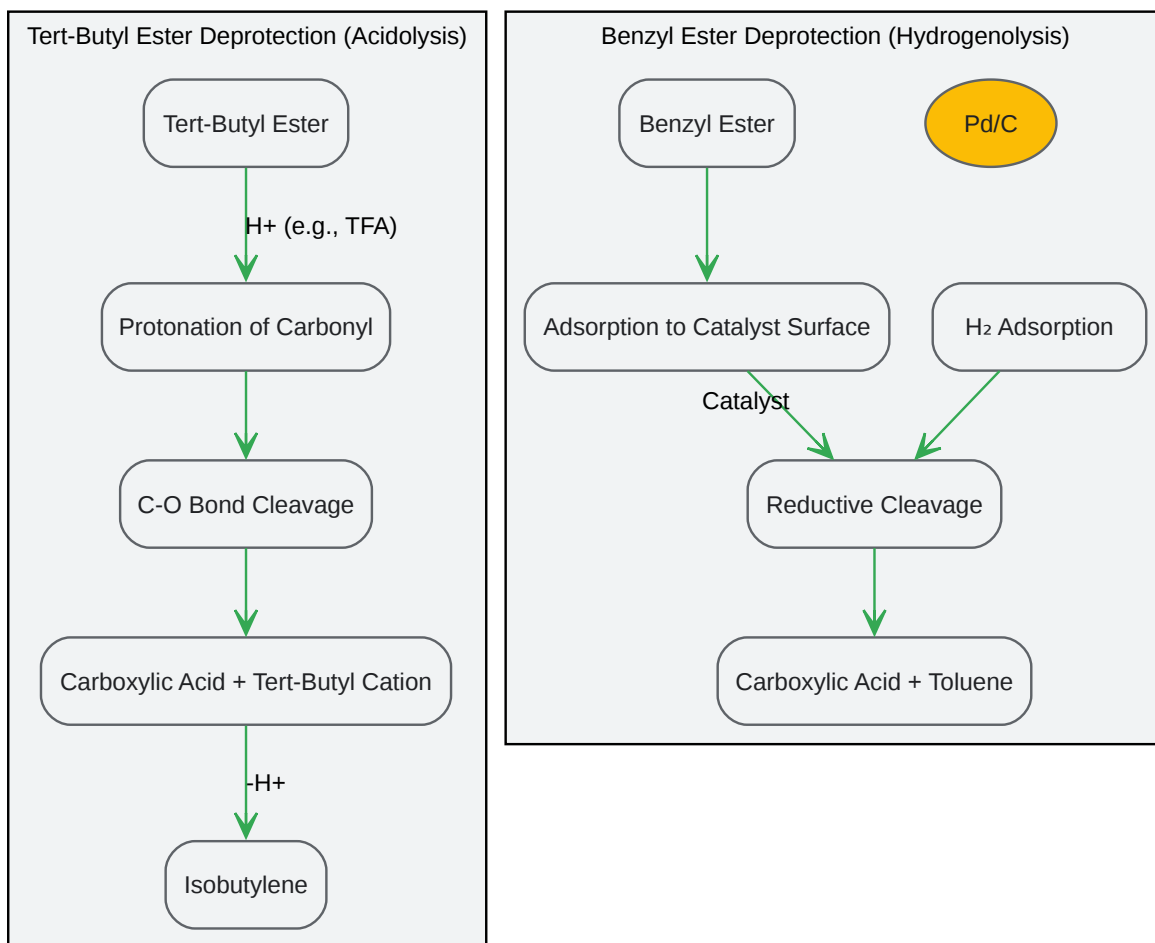 Tert-Butyl Ester Deprotection (Acidolysis)
Tert-Butyl Ester
H+ (e.g., TFA)
Protonation of Carbonyl
C-O Bond Cleavage
Carboxylic Acid + Tert-Butyl Cation
-H+
Isobutylene
Benzyl Ester Deprotection (Hydrogenolysis)
Benzyl Ester
Pd/C
Adsorption to Catalyst Surface
H₂ Adsorption
Catalyst
Reductive Cleavage
Carboxylic Acid + Toluene